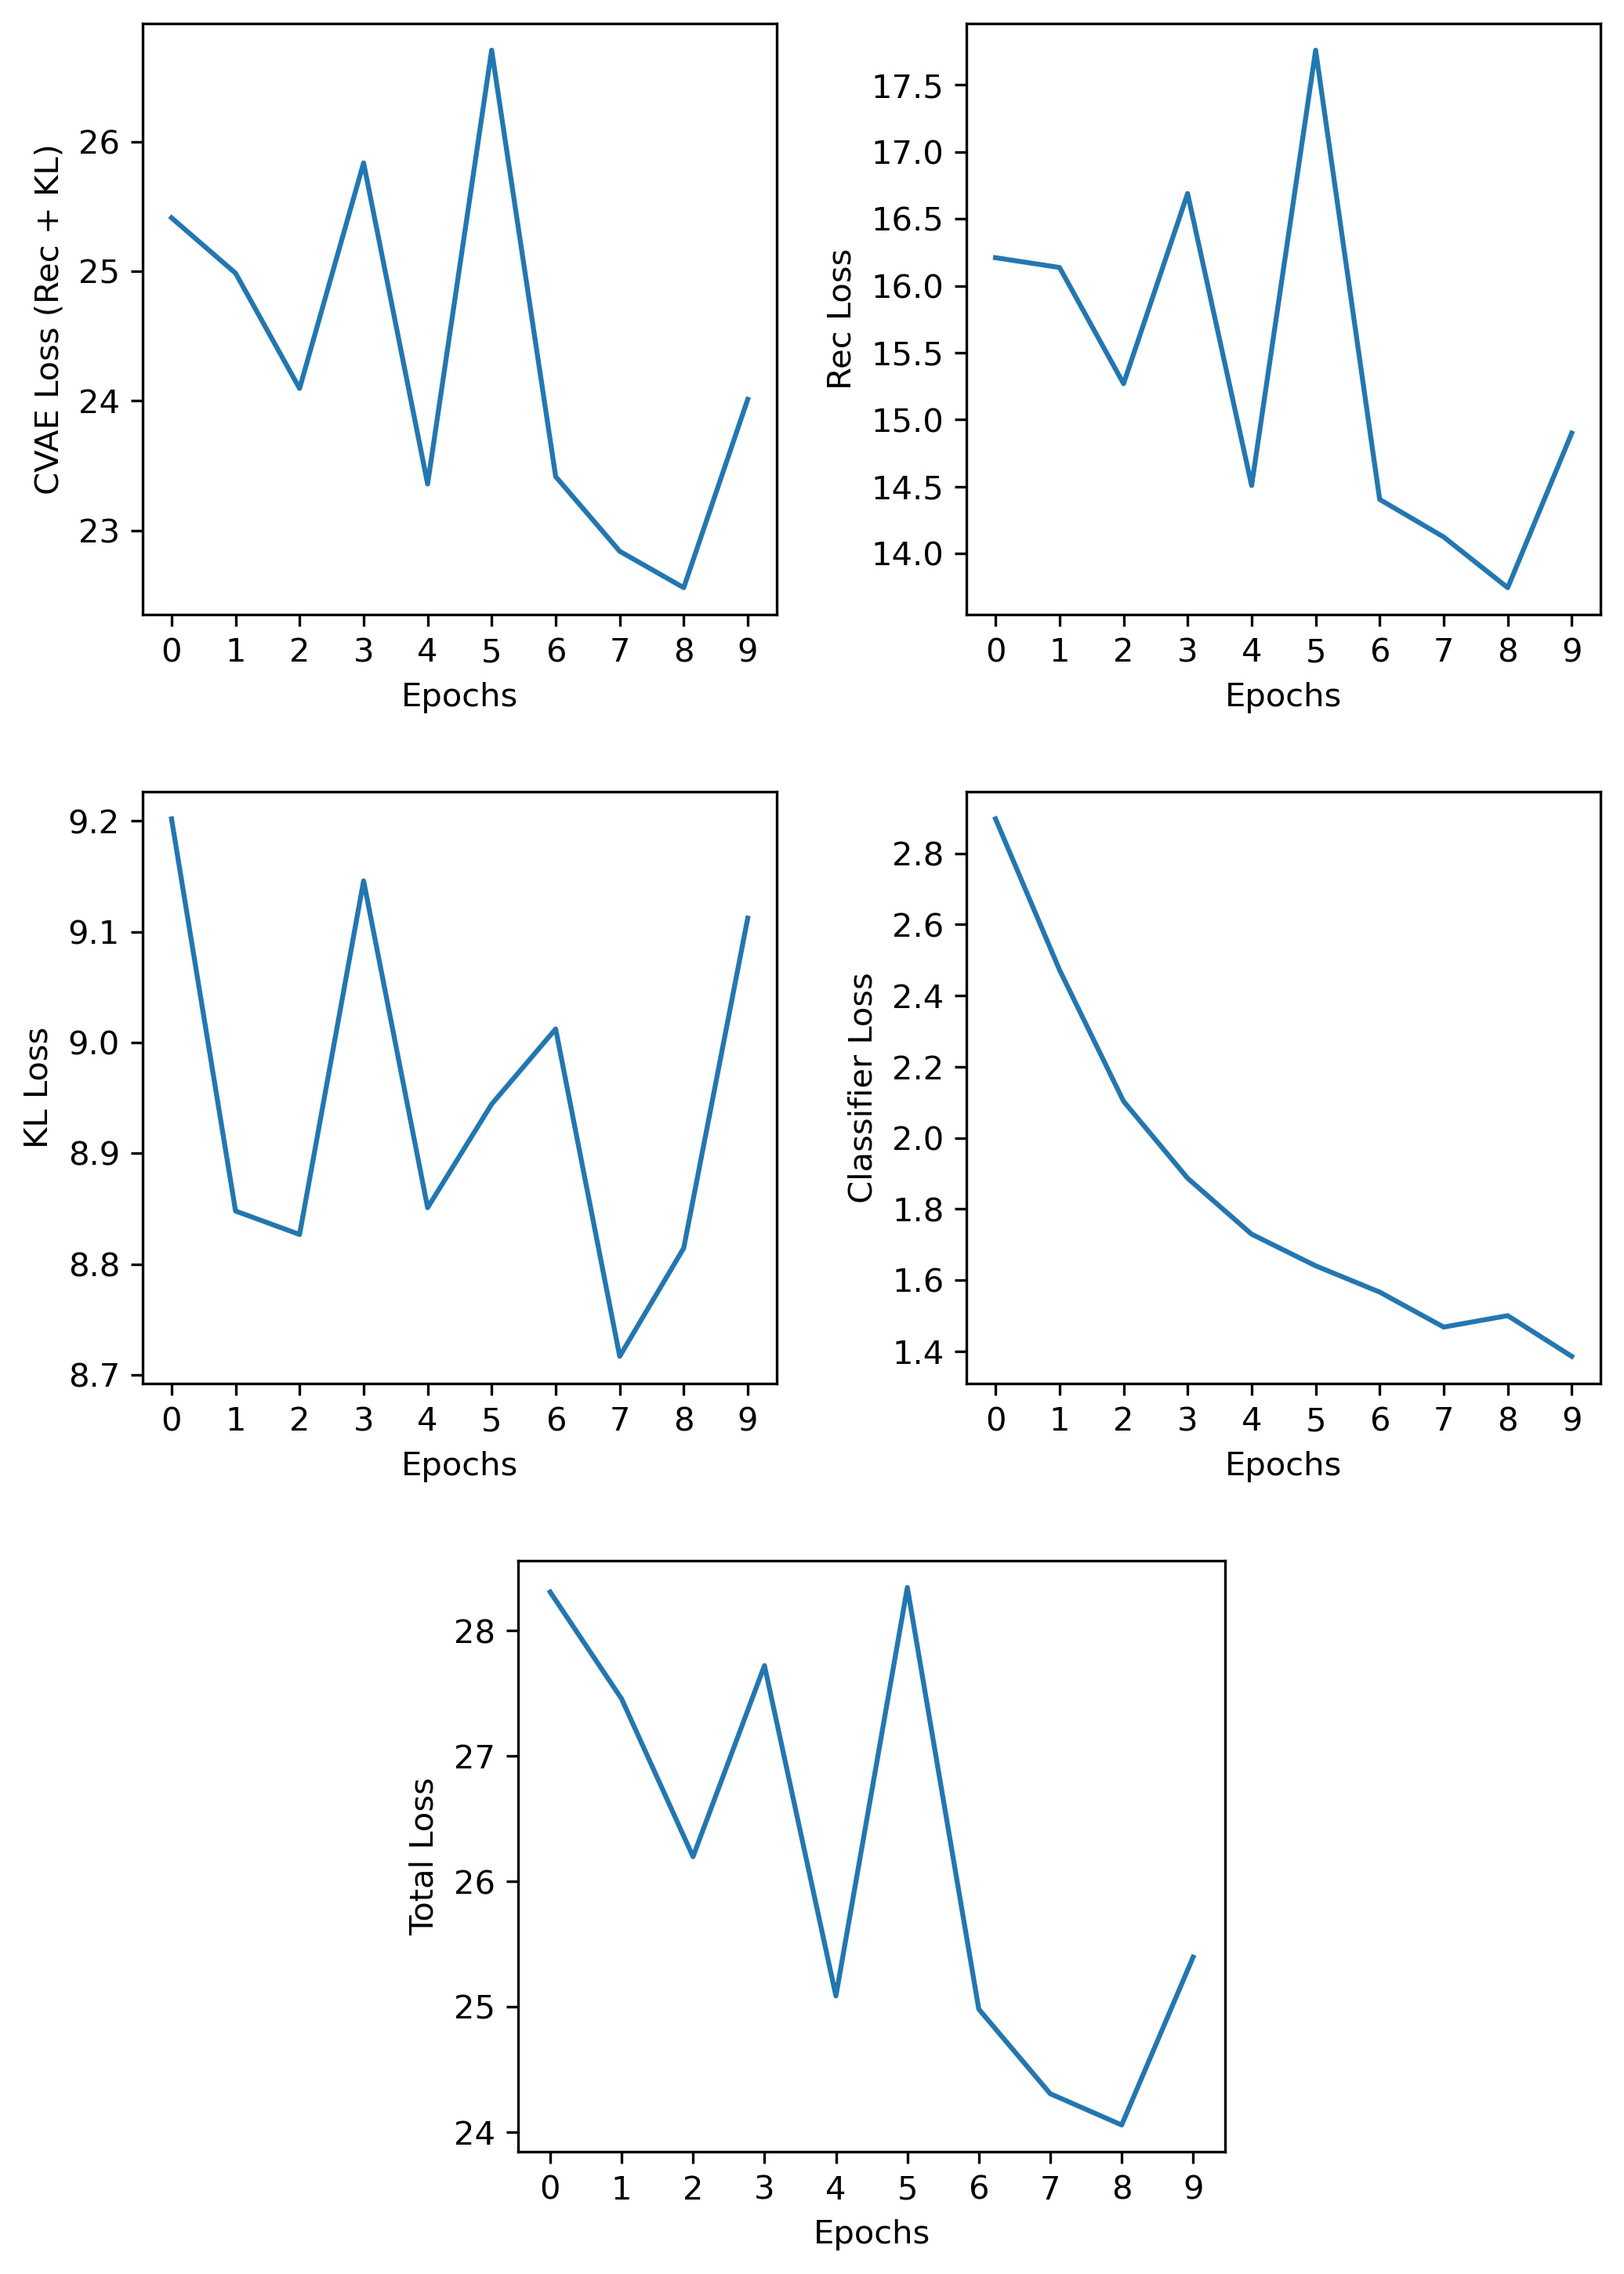 CVAE Loss (Rec + KL)
26
25
24
23
0 1 2 3 4 5 6 7 8 9
Epochs
Rec Loss
17.5
17.0
16.5
16.0
15.5
15.0
14.5
14.0
0 1 2 3 4 5 6 7 8 9
Epochs
KL Loss
9.2
9.1
9.0
8.9
8.8
8.7
0 1 2 3 4 5 6 7 8 9
Epochs
Classifier Loss
2.8
2.6
2.4
2.2
2.0
1.8
1.6
1.4
0 1 2 3 4 5 6 7 8 9
Epochs
Total Loss
28
27
26
25
24
0 1 2 3 4 5 6 7 8 9
Epochs